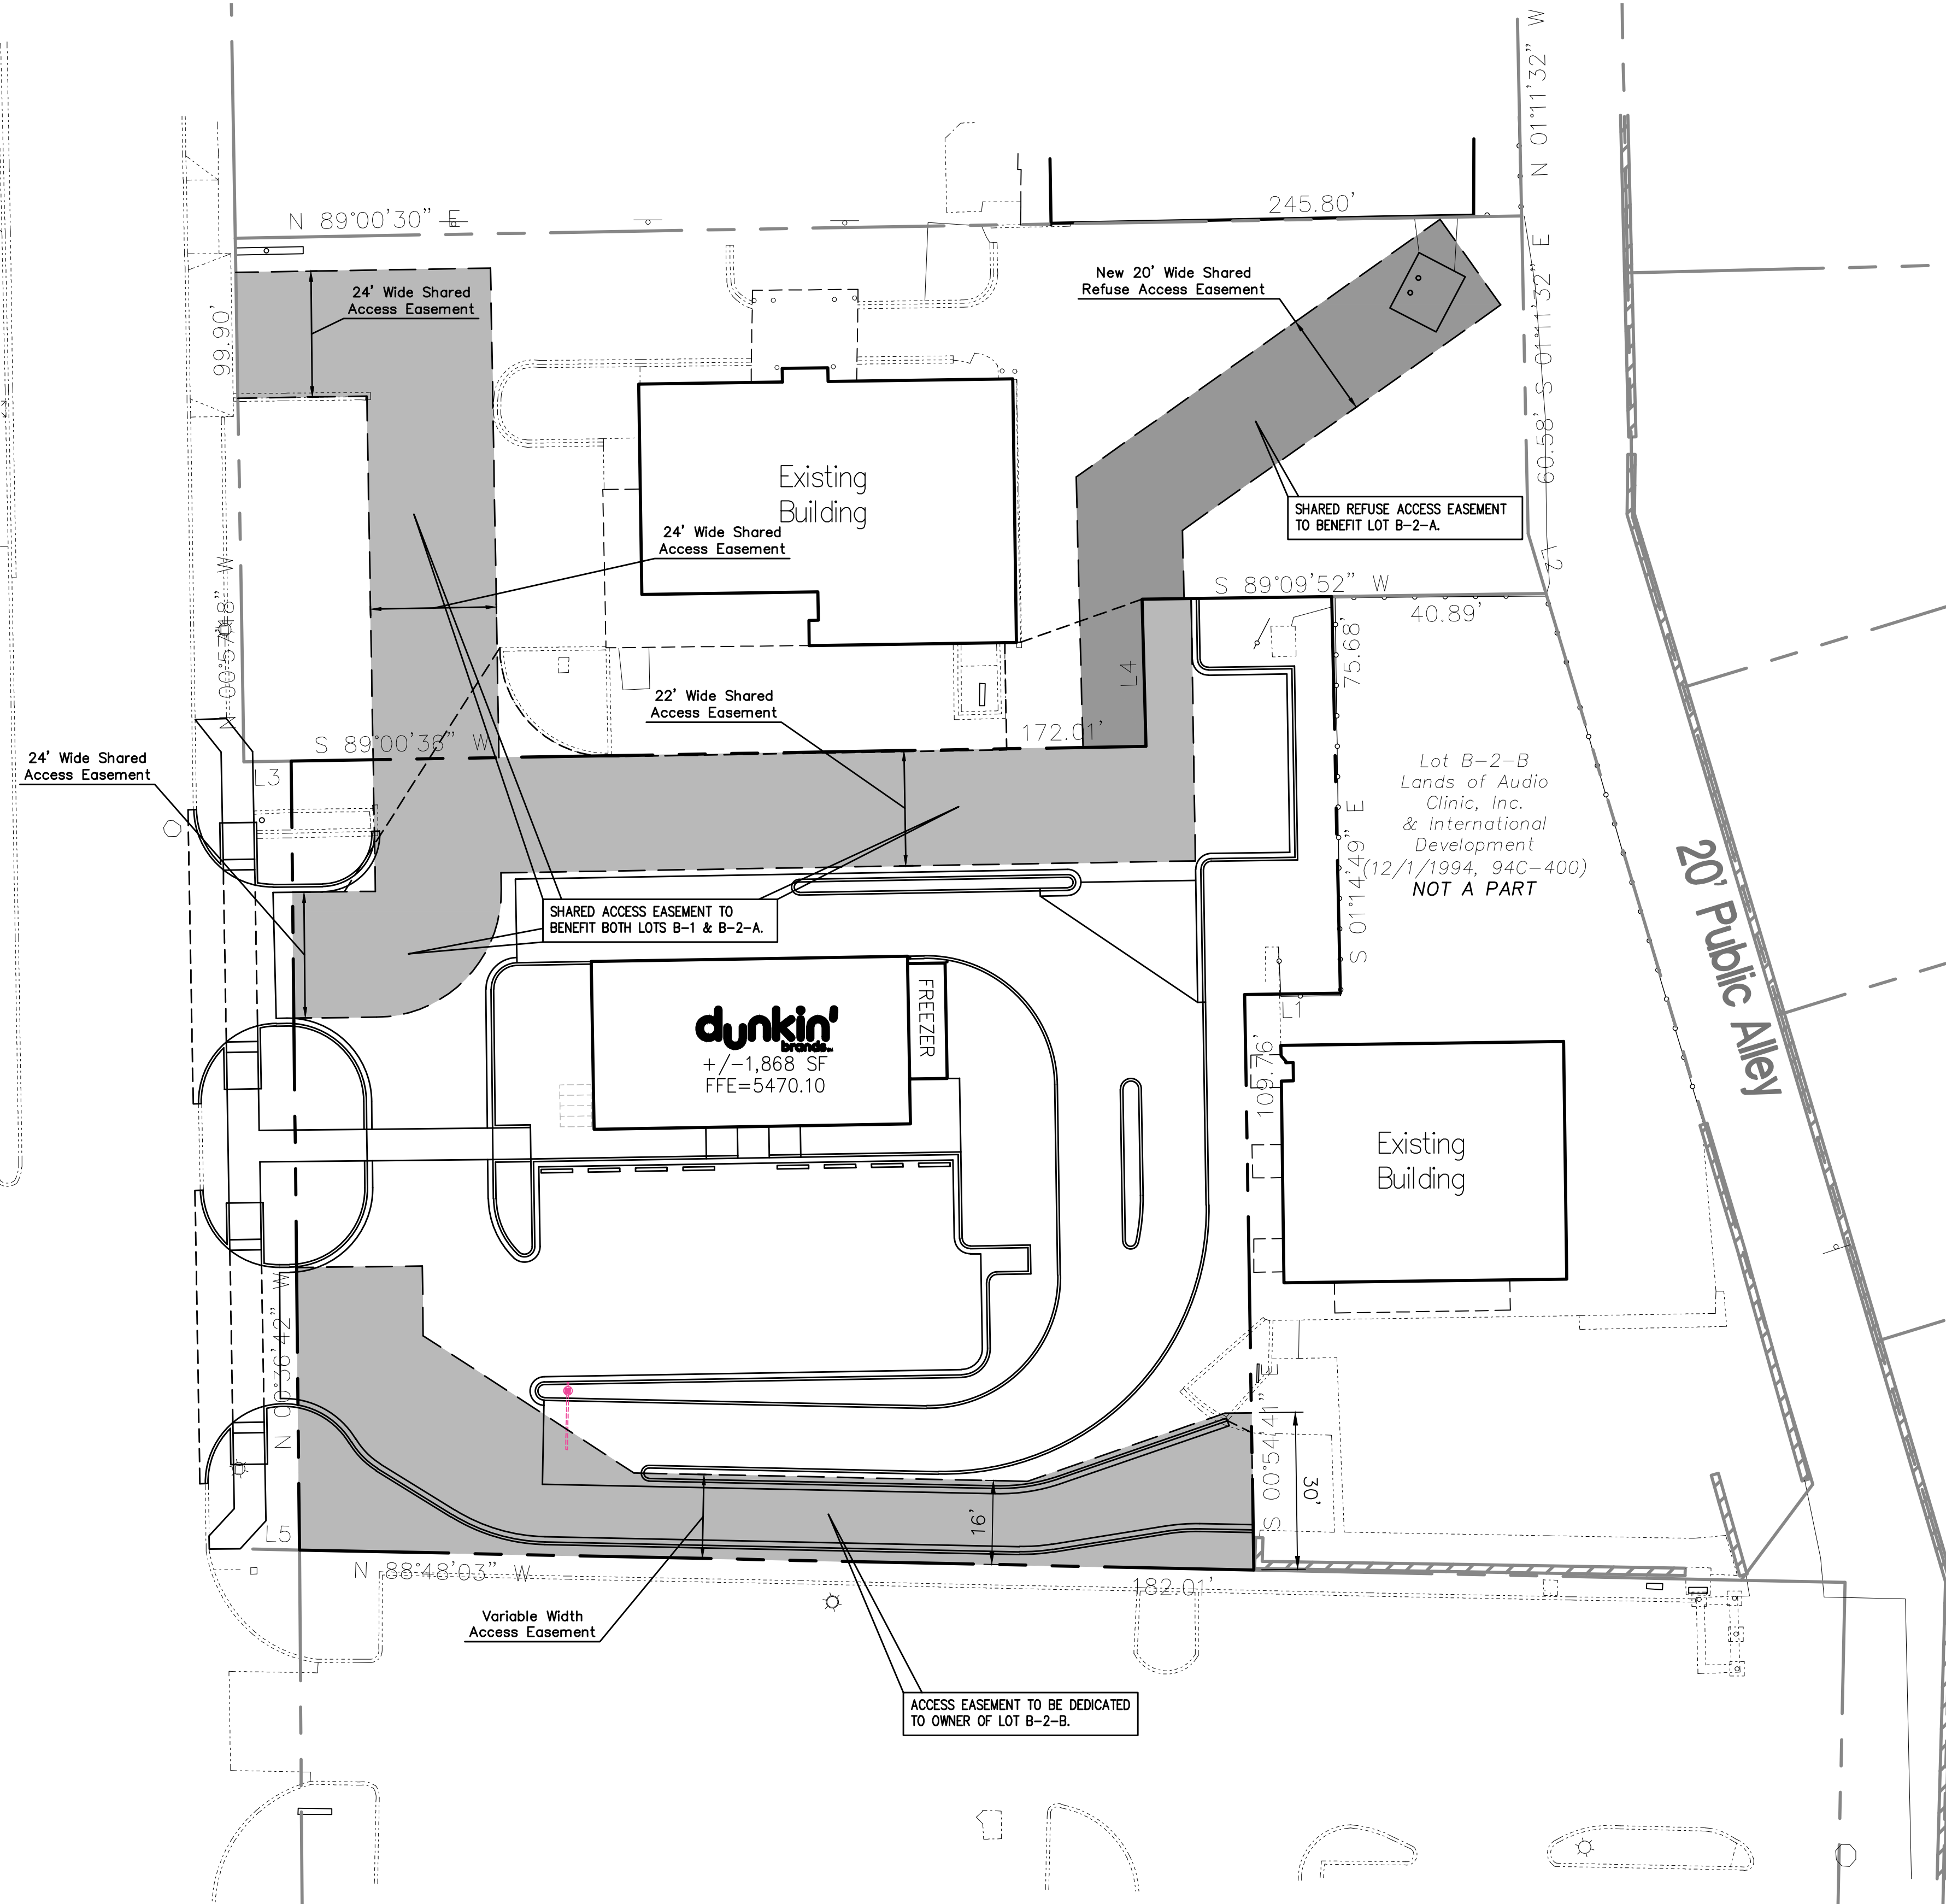 N 01°11'32" W
N 89°00'30" E
245.80'
24' Wide Shared
Access Easement
New 20' Wide Shared
Refuse Access Easement
99.90'
S 01°11'32" E
60.58'
Existing
Building
SHARED REFUSE ACCESS EASEMENT
TO BENEFIT LOT B-2-A.
24' Wide Shared
Access Easement
L2
S 89°09'52" W
40.89'
N 00°57'18" W
75.68'
L4
22' Wide Shared
Access Easement
172.01'
S 89°00'36" W
24' Wide Shared
Access Easement
L3
Lot B-2-B
Lands of Audio
Clinic, Inc.
& International
Development
(12/1/1994, 94C-400)
NOT A PART
S 01°14'49" E
20' Public Alley
SHARED ACCESS EASEMENT TO
BENEFIT BOTH LOTS B-1 & B-2-A.
FREEZER
dunkin'
brands
+/-1,868 SF
FFE=5470.10
L1
109.76'
Existing
Building
N 00°36'42" W
S 00°54'41" E
30'
16'
L5
N 88°48'03" W
182.01'
Variable Width
Access Easement
ACCESS EASEMENT TO BE DEDICATED
TO OWNER OF LOT B-2-B.